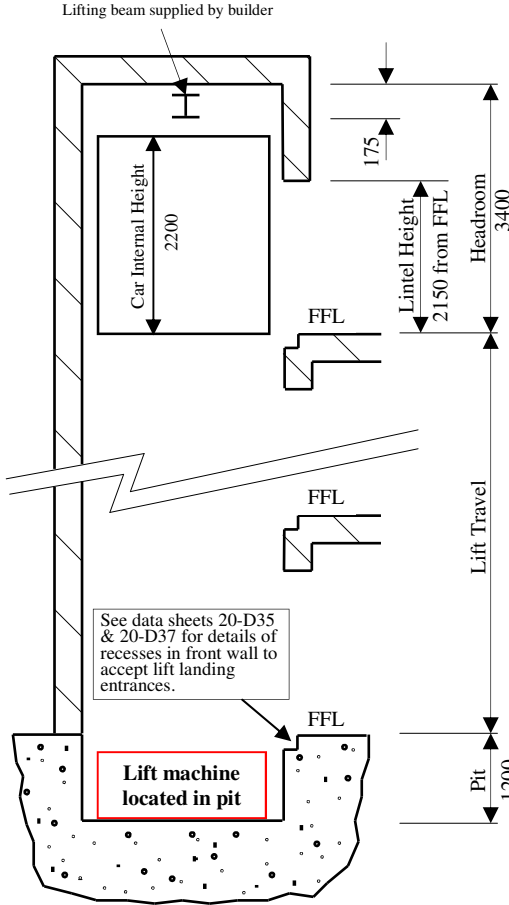 Lifting beam supplied by builder
175
Car Internal Height
2200
Lintel Height
2150 from FFL
Headroom
3400
FFL
FFL
Lift Travel
See data sheets 20-D35
& 20-D37 for details of
recesses in front wall to
accept lift landing
entrances.
FFL
Lift machine
located in pit
Pit
1200